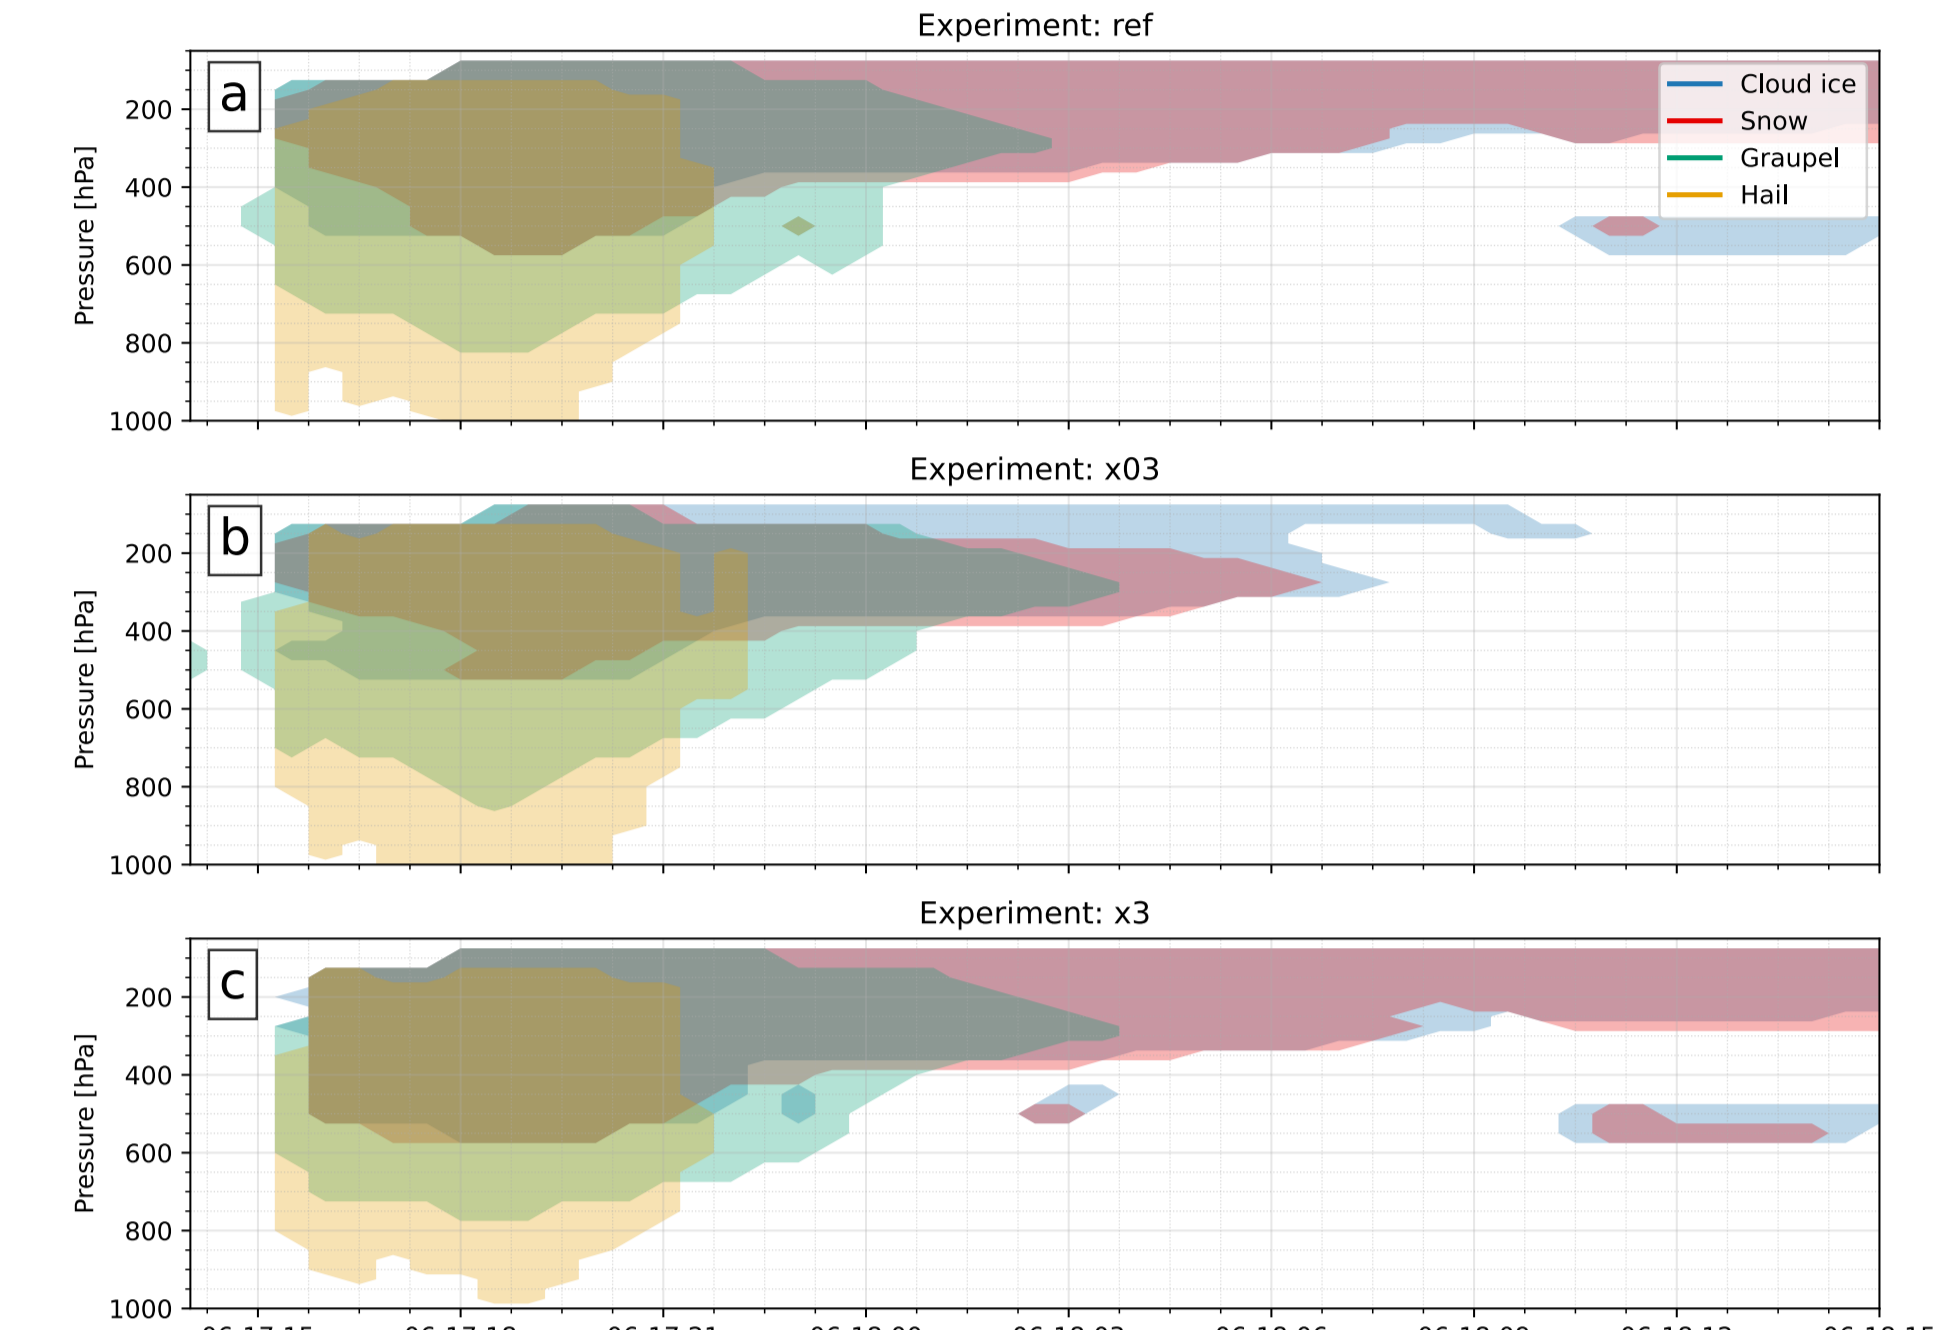 Experiment: ref
a
Cloud ice
Snow
Graupel
Hail
Pressure [hPa]
200
400
600
800
1000
Experiment: x03
b
Pressure [hPa]
200
400
600
800
1000
Experiment: x3
c
Pressure [hPa]
200
400
600
800
1000